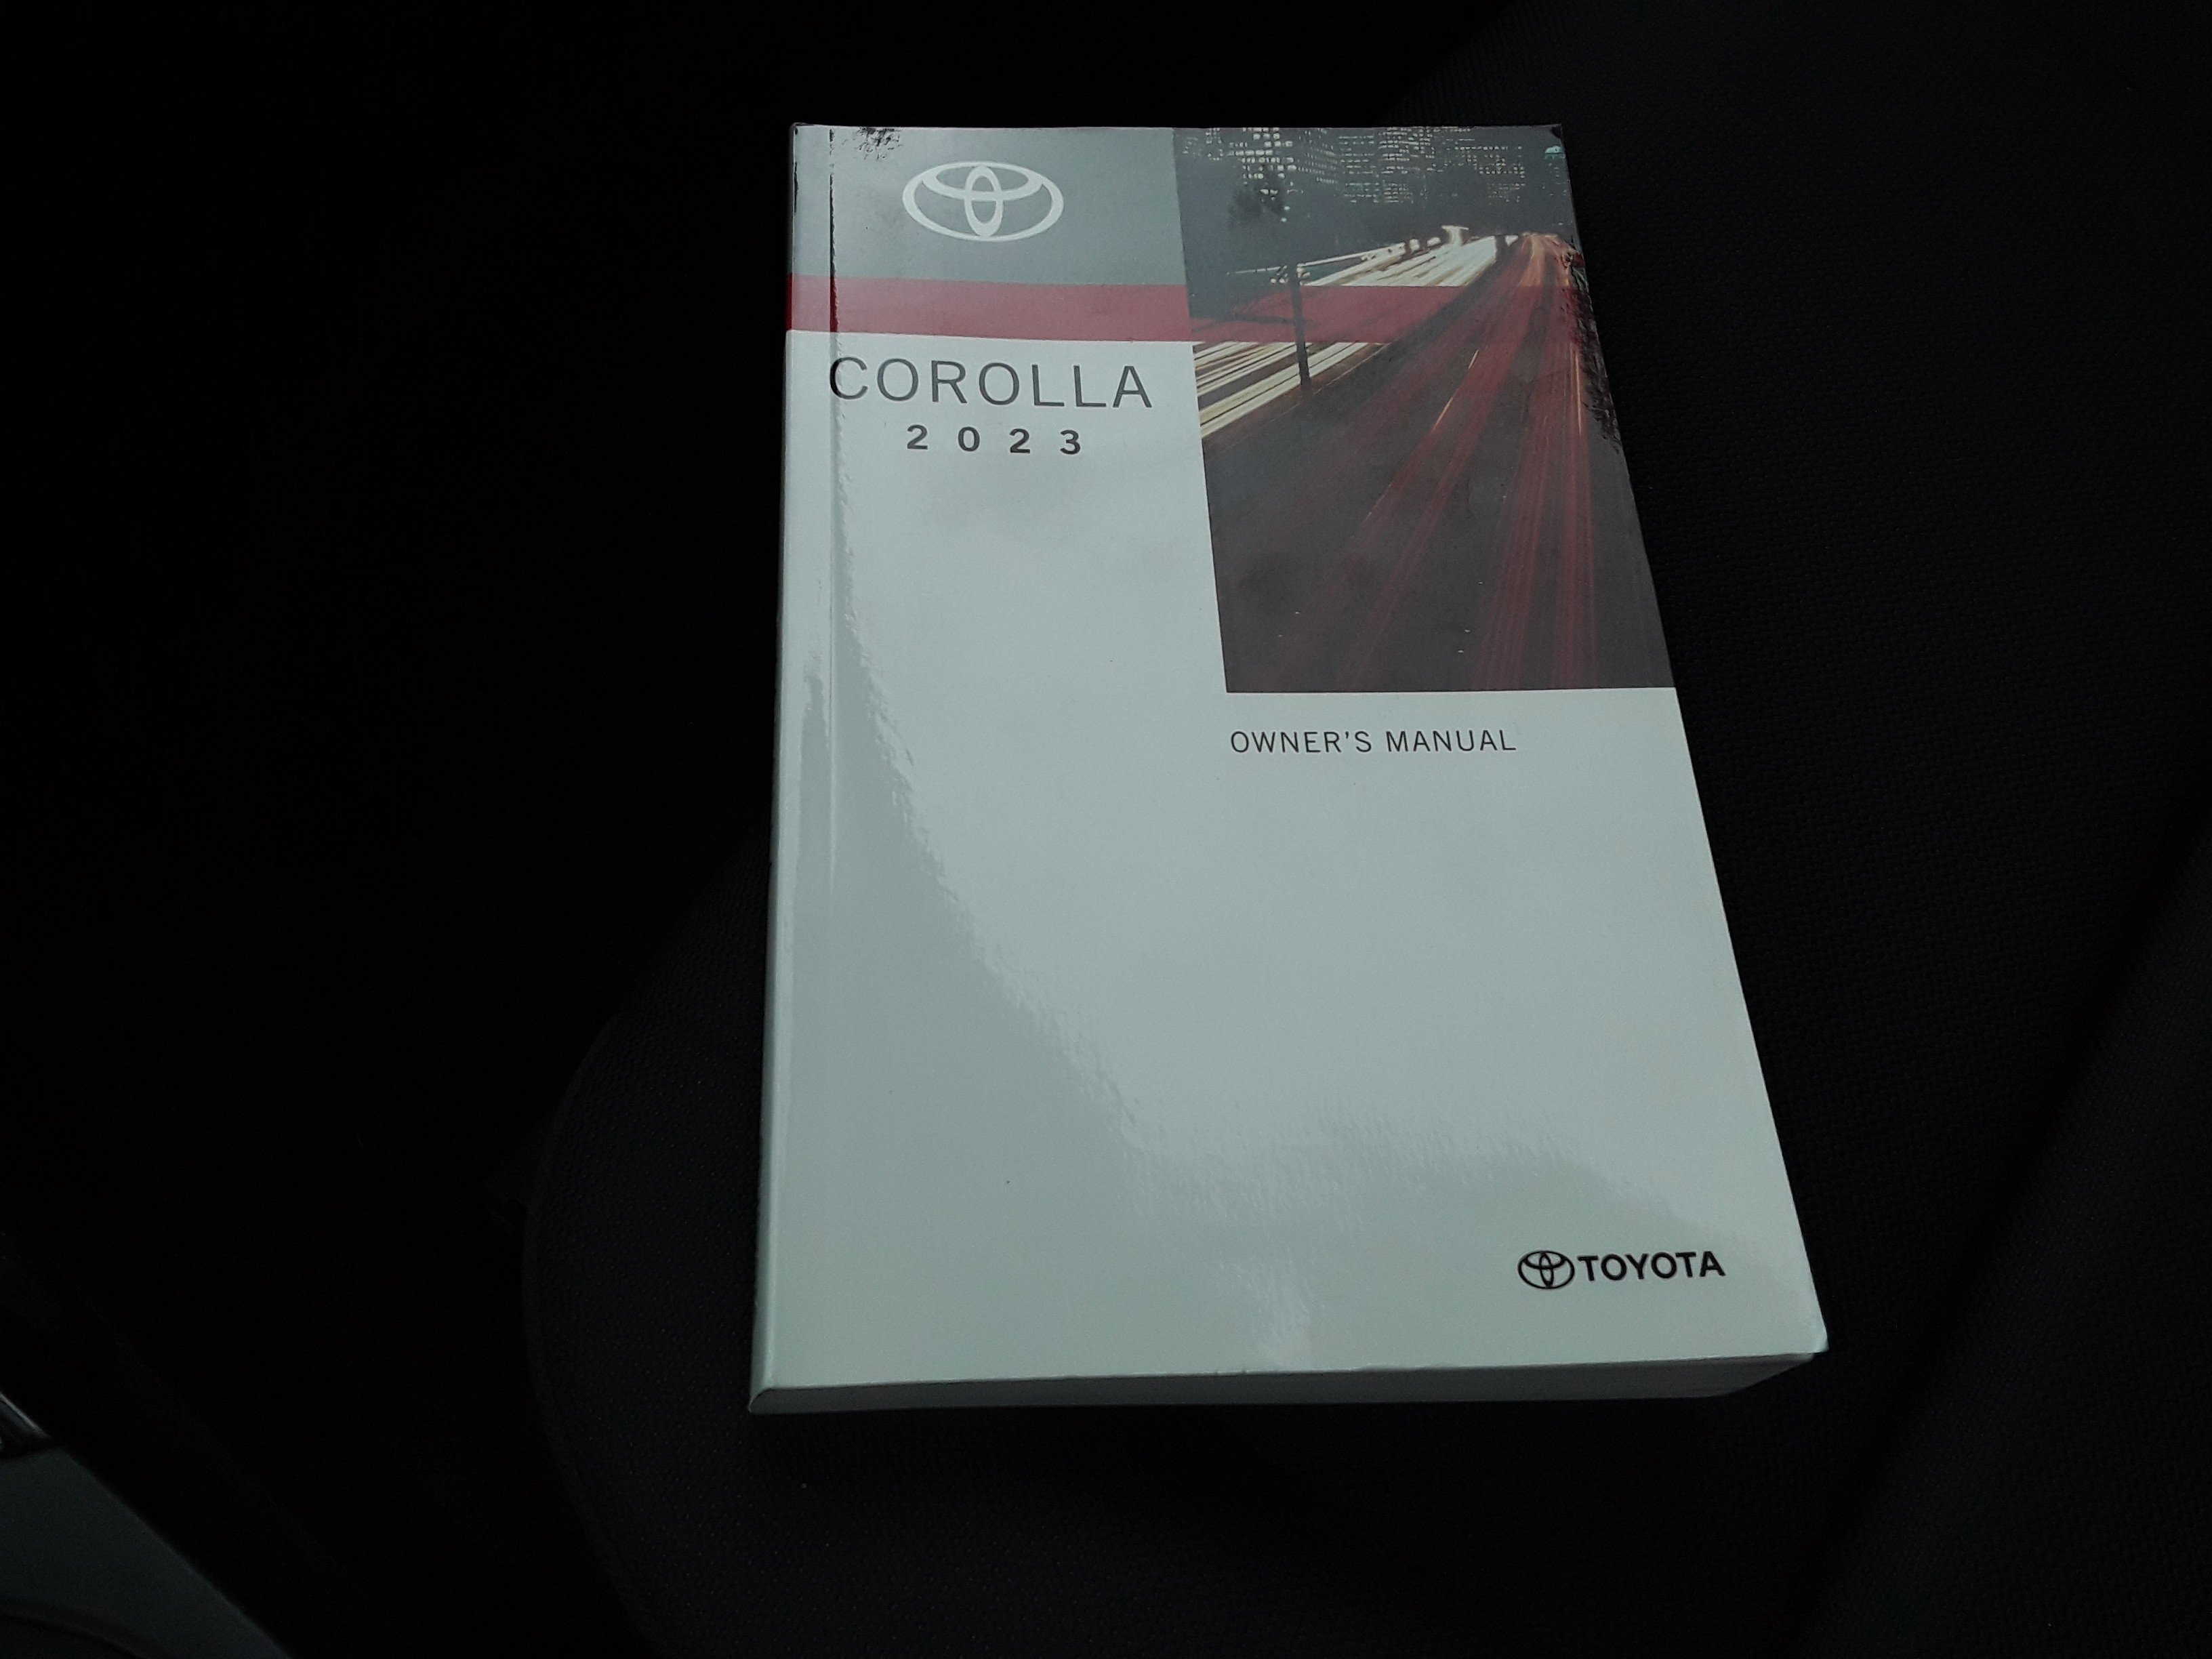 COROLLA
2023
OWNER'S MANUAL
TOYOTA